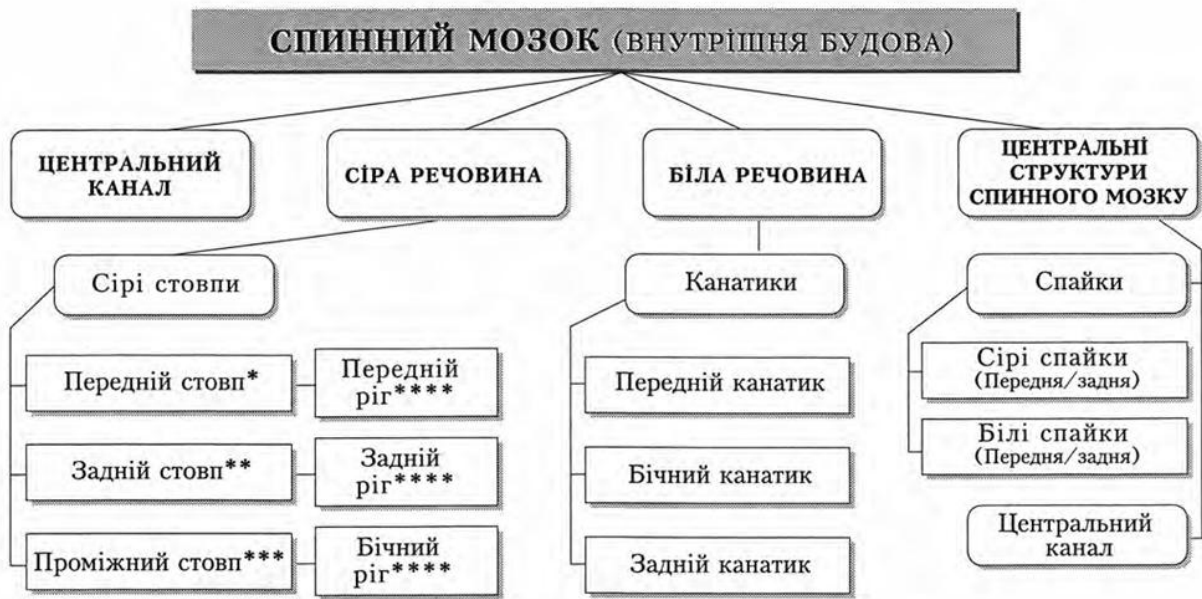 СПИННИЙ МОЗОК (ВНУТРІШНЯ БУДОВА)
ЦЕНТРАЛЬНИЙ
КАНАЛ
СІРА РЕЧОВИНА
БІЛА РЕЧОВИНА
ЦЕНТРАЛЬНІ
СТРУКТУРИ
СПИННОГО МОЗКУ
Сірі стовпи
Передній стовп*
Передній
ріг****
Задній стовп**
Задній
ріг****
Проміжний стовп***
Бічний
ріг****
Канатики
Передній канатик
Бічний канатик
Задній канатик
Спайки
Сірі спайки
(Передня/задня)
Білі спайки
(Передня/задня)
Центральний
канал